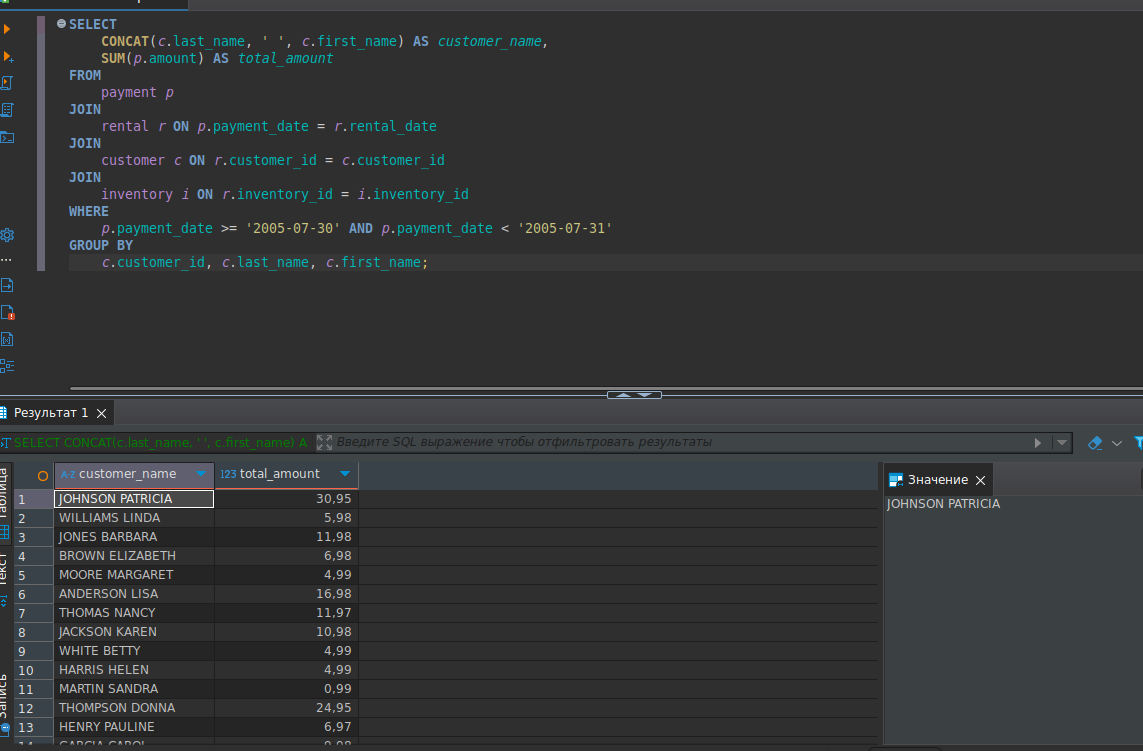 SELECT
CONCAT(c.last_name, ' ', c.first_name) AS customer_name,
SUM(p.amount) AS total_amount
FROM
payment p
JOIN
rental r ON p.payment_date = r.rental_date
JOIN
customer c ON r.customer_id = c.customer_id
JOIN
inventory i ON r.inventory_id = i.inventory_id
WHERE
p.payment_date >= '2005-07-30' AND p.payment_date < '2005-07-31'
GROUP BY
c.customer_id, c.last_name, c.first_name;
Результат 1
SELECT CONCAT(c.last_name, ' ', c.first_name) A
Введите SQL выражение чтобы отфильтровать результаты
Таблица
Текст
Запись
A-Z customer_name 123 total_amount
1 JOHNSON PATRICIA 30,95
2 WILLIAMS LINDA 5,98
3 JONES BARBARA 11,98
4 BROWN ELIZABETH 6,98
5 MOORE MARGARET 4,99
6 ANDERSON LISA 16,98
7 THOMAS NANCY 11,97
8 JACKSON KAREN 10,98
9 WHITE BETTY 4,99
10 HARRIS HELEN 4,99
11 MARTIN SANDRA 0,99
12 THOMPSON DONNA 24,95
13 HENRY PAULINE 6,97
14 GARCIA CAROL
Значение
JOHNSON PATRICIA